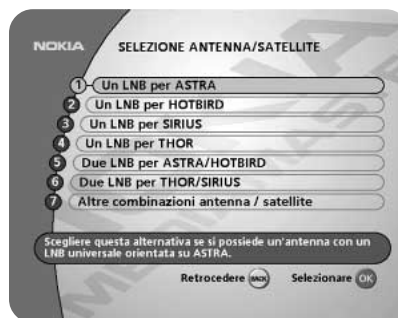 NOKIA
SELEZIONE ANTENNA/SATELLITE
1 Un LNB per ASTRA
2 Un LNB per HOTBIRD
3 Un LNB per SIRIUS
4 Un LNB per THOR
5 Due LNB per ASTRA/HOTBIRD
6 Due LNB per THOR/SIRIUS
7 Altre combinazioni antenna / satellite
Scegliere questa alternativa se si possiede un'antenna con un
LNB universale orientata su ASTRA.
Retrocedere BACK Selezionare OK